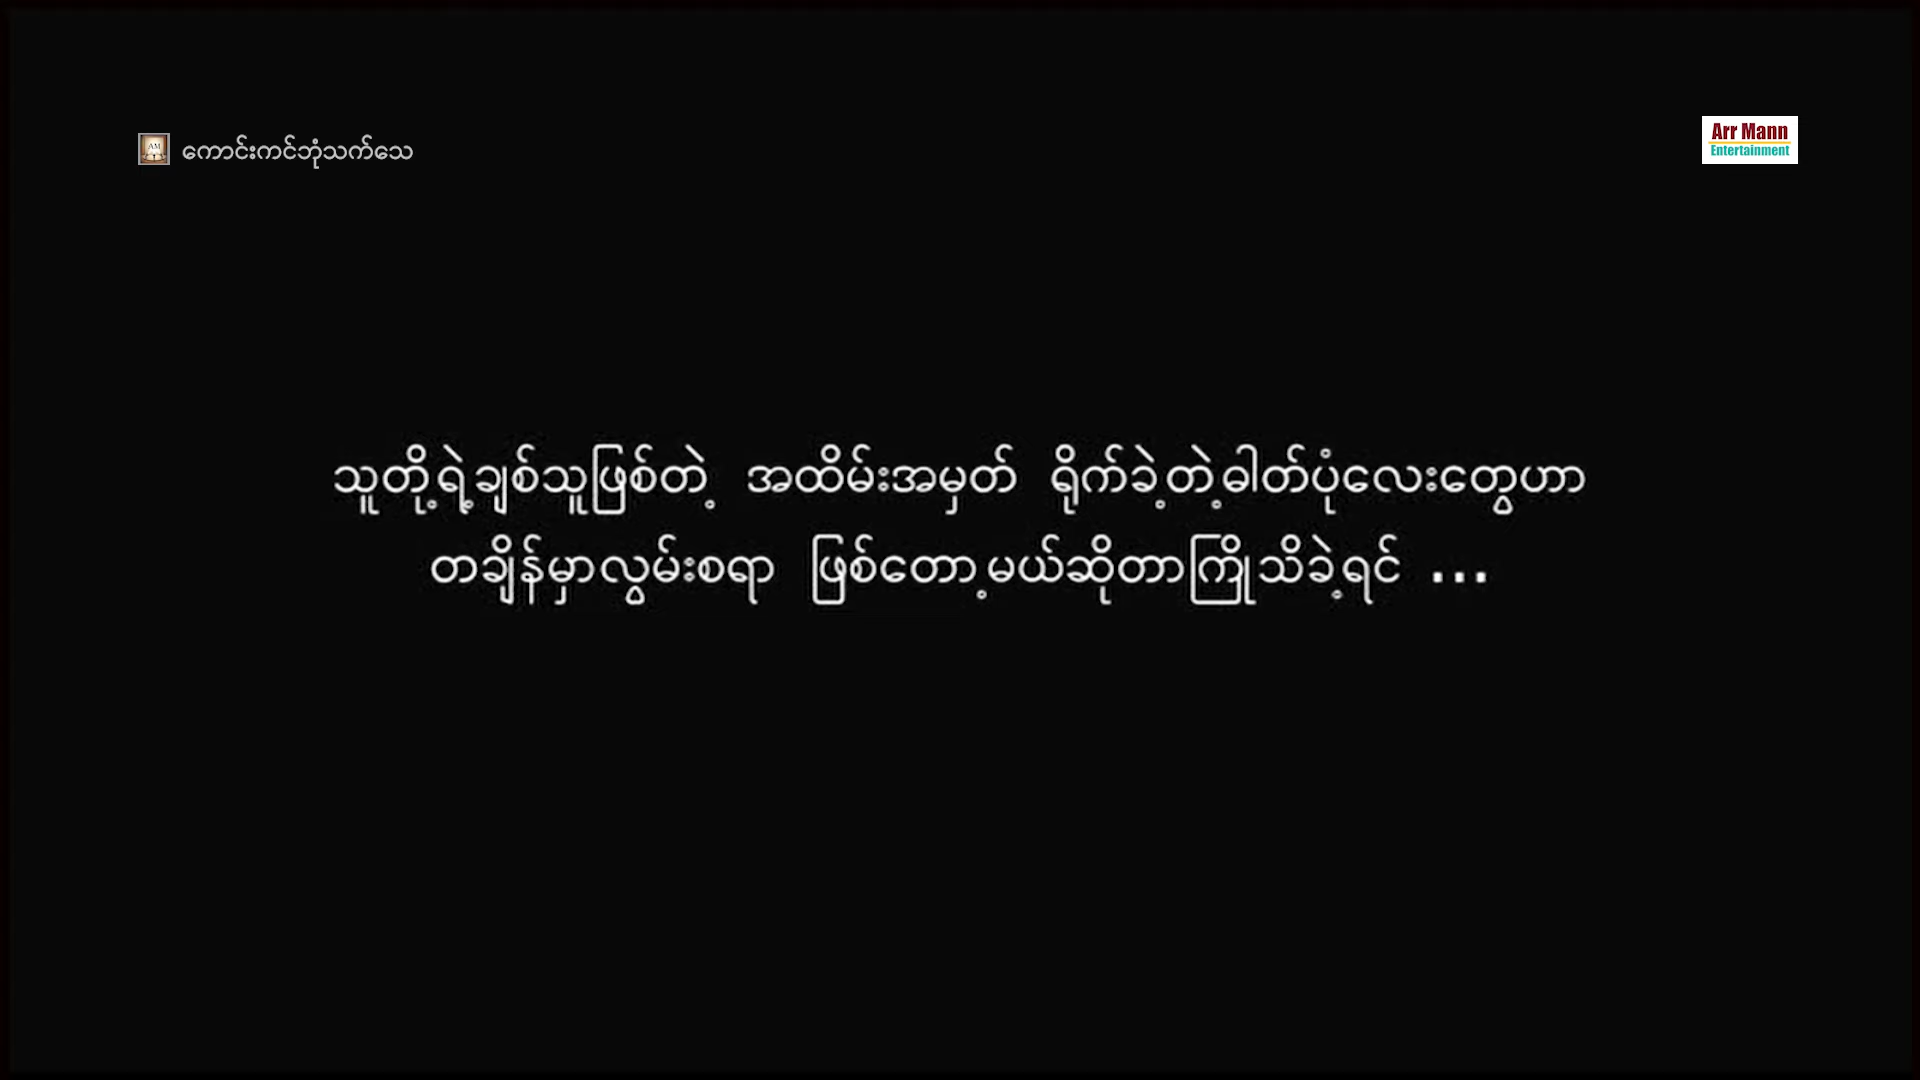 AM
ကောင်းကင်ဘုံသက်သေ
Arr Mann
Entertainment
သူတို့ရဲ့ချစ်သူဖြစ်တဲ့ အထိမ်းအမှတ် ရိုက်ခဲ့တဲ့ဓါတ်ပုံလေးတွေဟာ
တချိန်မှာလွမ်းစရာ ဖြစ်တော့မယ်ဆိုတာကြိုသိခဲ့ရင် ...